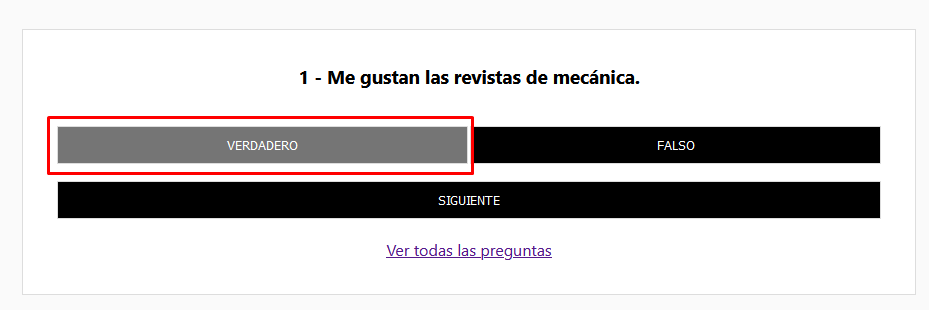 1 - Me gustan las revistas de mecánica.
VERDADERO
FALSO
SIGUIENTE
Ver todas las preguntas